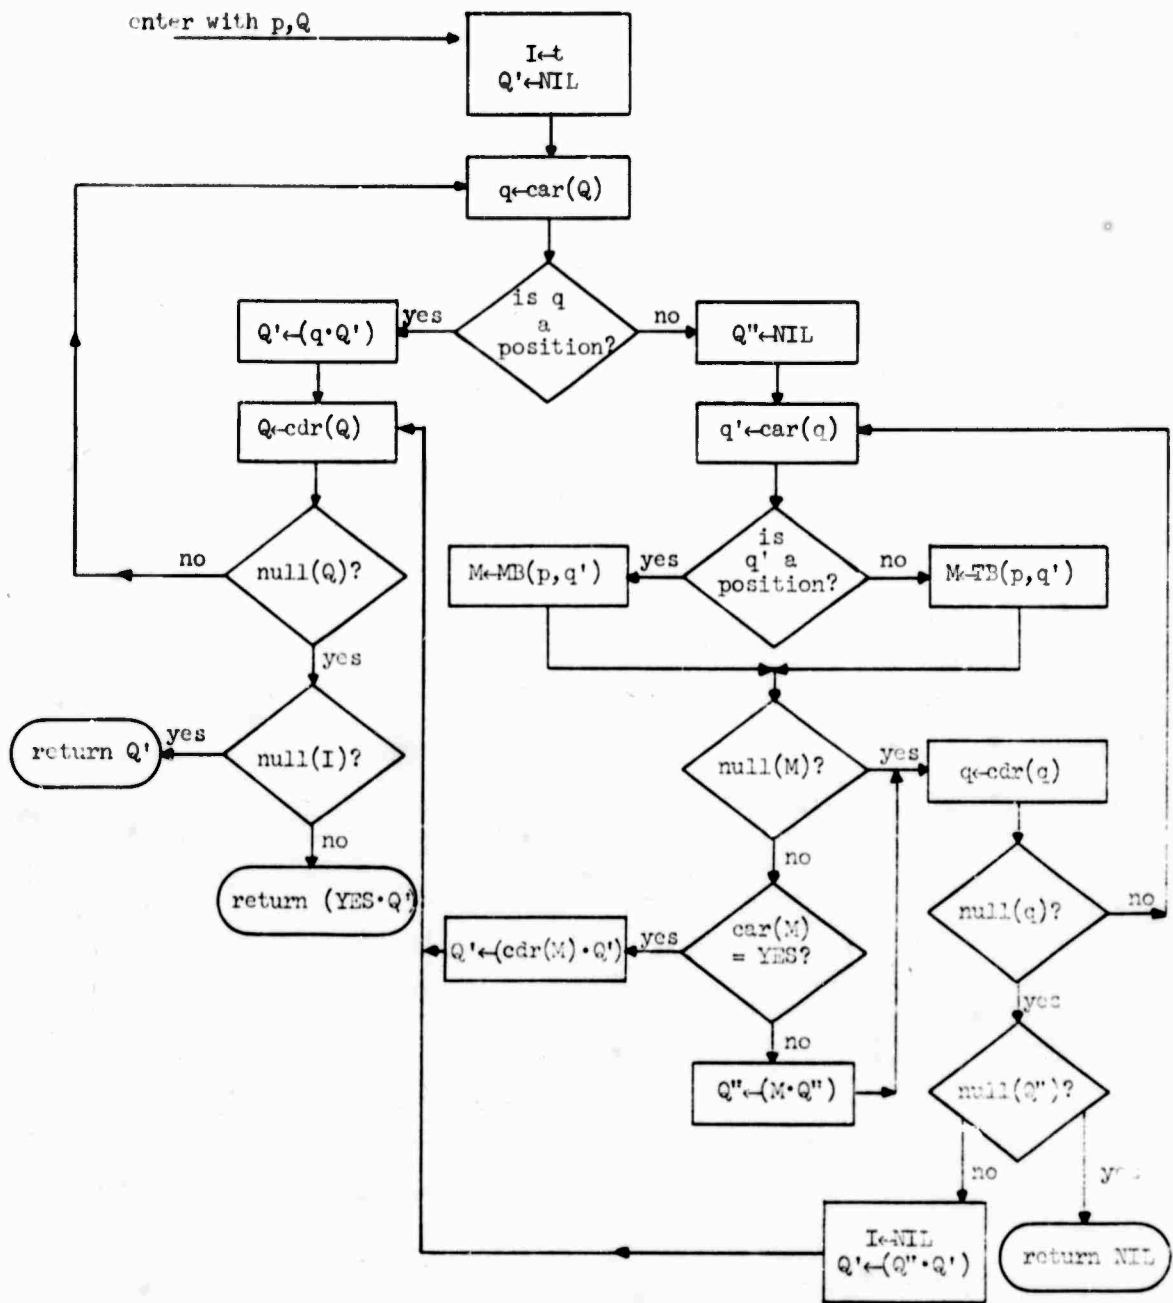 enter with p,Q
I←t
Q'←NIL
q←car(Q)
is q
a
position?
yes
no
Q'←(q·Q')
Q''←NIL
Q←cdr(Q)
q'←car(q)
is
q' a
position?
yes
no
no
null(Q)?
M←MB(p,q')
M←TB(p,q')
yes
yes
return Q'
null(I)?
null(M)?
yes
q←cdr(q)
no
no
return (YES·Q')
car(M)
= YES?
yes
Q'←(cdr(M)·Q')
null(q)?
no
no
yes
Q''←(M·Q'')
null(Q'')?
no
yes
I←NIL
Q'←(Q''·Q')
return NIL